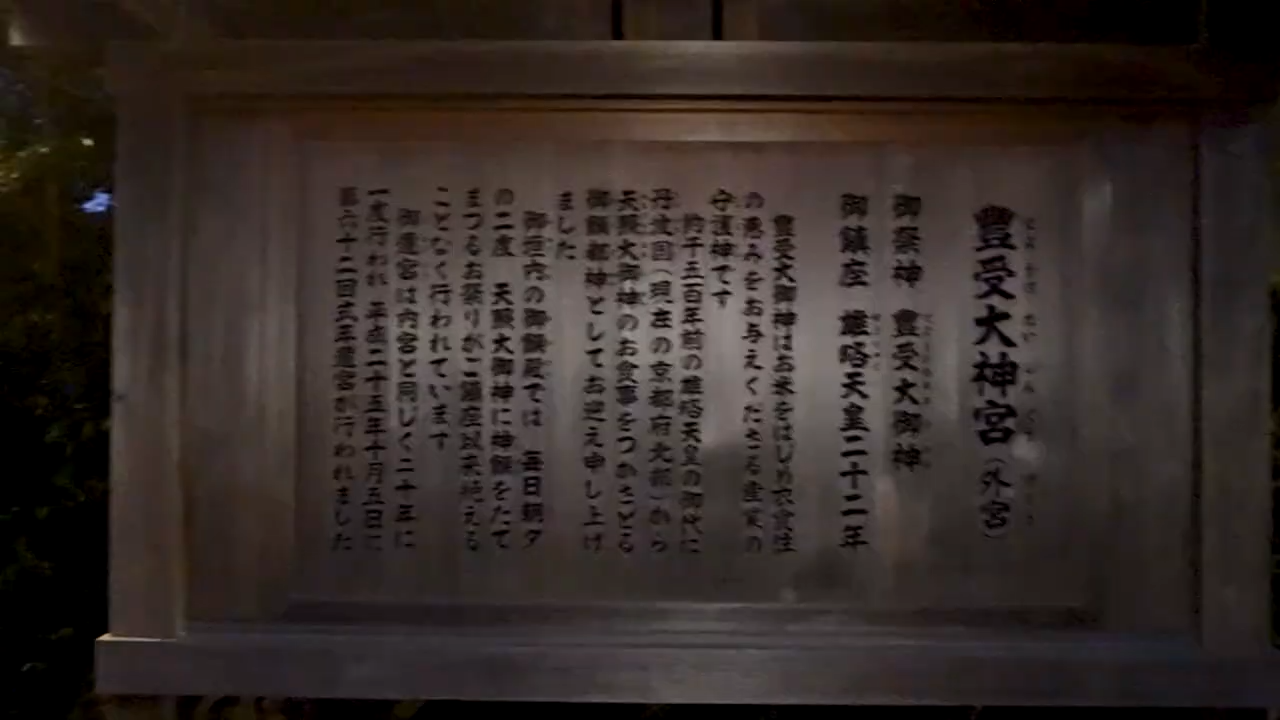 豐受大神宮（外宮）
御祭神 豐受大御神
御鎮座 雄略天皇二十二年
豐受大御神はお米をはじめ衣食住
の恵みをお与えくださる産業の
守護神です
約千五百年前の雄略天皇の御代に
丹波国（現在の京都府北部）から
天照大御神のお食事をつかさどる
御饌都神としてお迎え申し上げ
ました
御垣内の御饌殿では 毎日朝夕
の二度 天照大御神に神饌をたて
まつるお祭りがご鎮座以来絶える
ことなく行われています
御遷宮は内宮と同じく二十年に
一度行われ 平成二十五年十月五日に
第六十二回式年遷宮が行われました